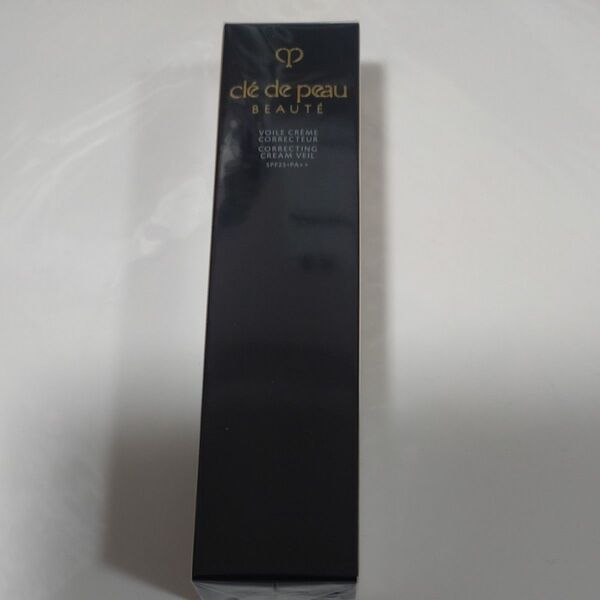 clé de peau
BEAUTÉ
VOILE CRÈME
CORRECTEUR
CORRECTING
CREAM VEIL
SPF25•PA++